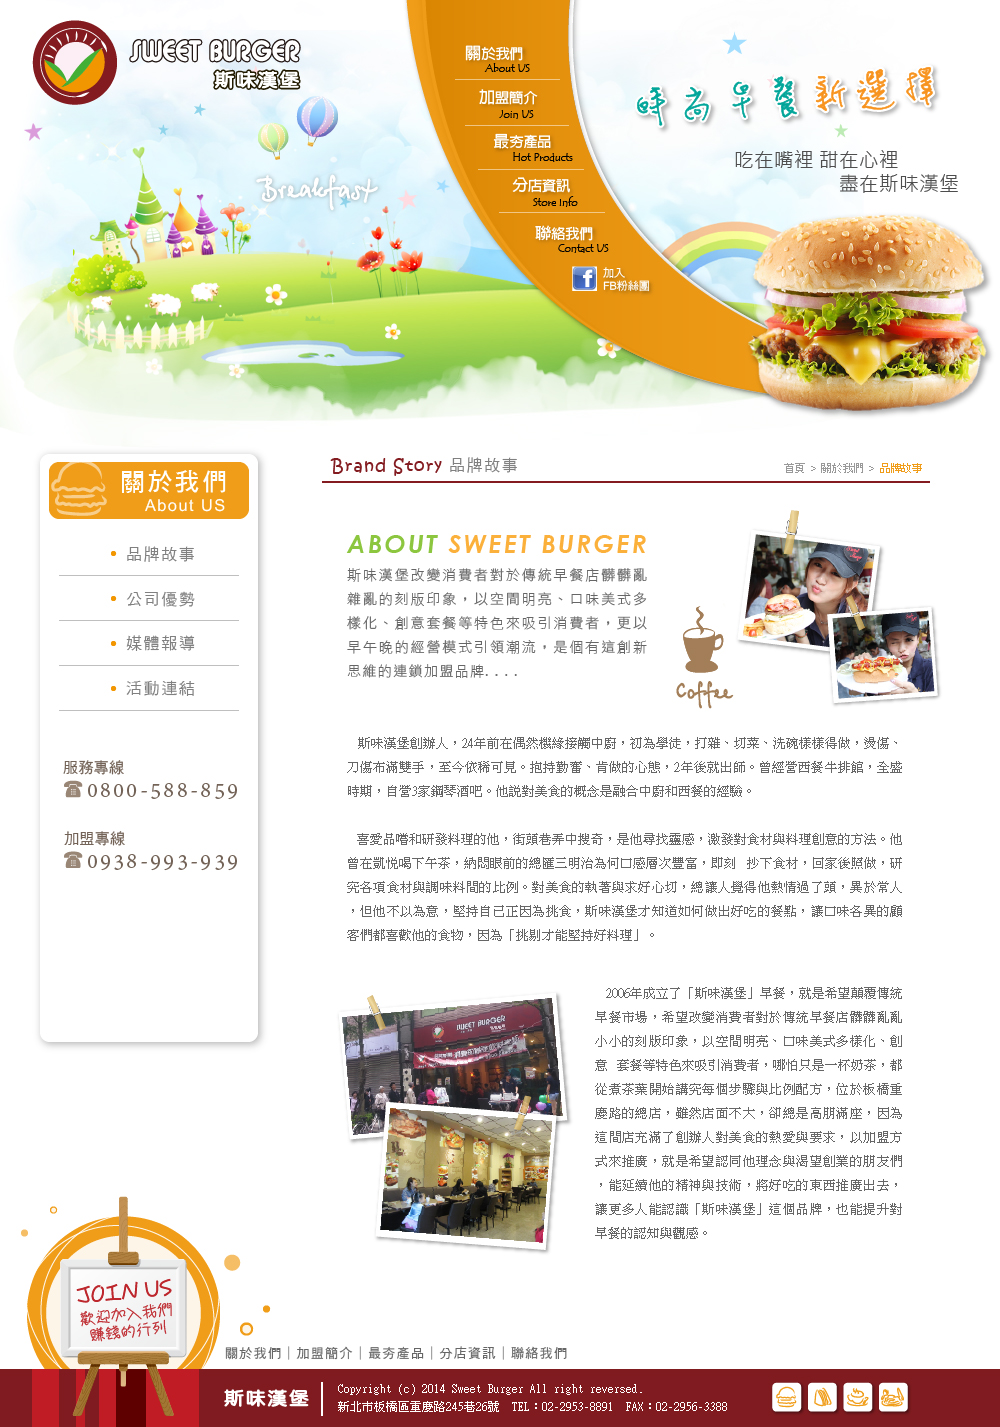 SWEET BURGER
斯味漢堡
關於我們
About US
加盟簡介
Join US
最夯產品
Hot Products
分店資訊
Store Info
聯絡我們
Contact US
加入
FB粉絲團
時尚早餐新選擇
吃在嘴裡 甜在心裡
盡在斯味漢堡
Breakfast
關於我們
About US
品牌故事
公司優勢
媒體報導
活動連結
服務專線
☎0800-588-859
加盟專線
☎0938-993-939
Brand Story 品牌故事
首頁 > 關於我們 > 品牌故事
ABOUT SWEET BURGER
斯味漢堡改變消費者對於傳統早餐店髒髒亂
雜亂的刻版印象，以空間明亮、口味美式多
樣化、創意套餐等特色來吸引消費者，更以
早午晚的經營模式引領潮流，是個有這創新
思維的連鎖加盟品牌....
Coffee
斯味漢堡創辦人，24年前在偶然機緣接觸中廚，初為學徒，打雜、切菜、洗碗樣樣得做，燙傷、
刀傷布滿雙手，至今依稀可見。抱持勤奮、肯做的心態，2年後就出師。曾經營西餐牛排館，全盛
時期，自營3家鋼琴酒吧。他說對美食的概念是融合中廚和西餐的經驗。
喜愛品嚐和研發料理的他，街頭巷弄中搜奇，是他尋找靈感，激發對食材與料理創意的方法。他
曾在凱悅喝下午茶，納悶眼前的總匯三明治為何口感層次豐富，即刻 抄下食材，回家後照做，研
究各項食材與調味料間的比例。對美食的執著與求好心切，總讓人覺得他熱情過了頭，異於常人
，但他不以為意，堅持自己正因為挑食，斯味漢堡才知道如何做出好吃的餐點，讓口味各異的顧
客們都喜歡他的食物，因為「挑剔才能堅持好料理」。
2006年成立了「斯味漢堡」早餐，就是希望顛覆傳統
早餐市場，希望改變消費者對於傳統早餐店髒髒亂亂
小小的刻版印象，以空間明亮、口味美式多樣化、創
意 套餐等特色來吸引消費者，哪怕只是一杯奶茶，都
從煮茶葉開始講究每個步驟與比例配方，位於板橋重
慶路的總店，雖然店面不大，卻總是高朋滿座，因為
這間店充滿了創辦人對美食的熱愛與要求，以加盟方
式來推廣，就是希望認同他理念與渴望創業的朋友們
，能延續他的精神與技術，將好吃的東西推廣出去，
讓更多人能認識「斯味漢堡」這個品牌，也能提升對
早餐的認知與觀感。
SWEET BURGER
JOIN US
歡迎加入我們
賺錢的行列
關於我們｜加盟簡介｜最夯產品｜分店資訊｜聯絡我們
斯味漢堡
Copyright (c) 2014 Sweet Burger All right reversed.
新北市板橋區重慶路245巷26號 TEL：02-2953-8891 FAX：02-2956-3388